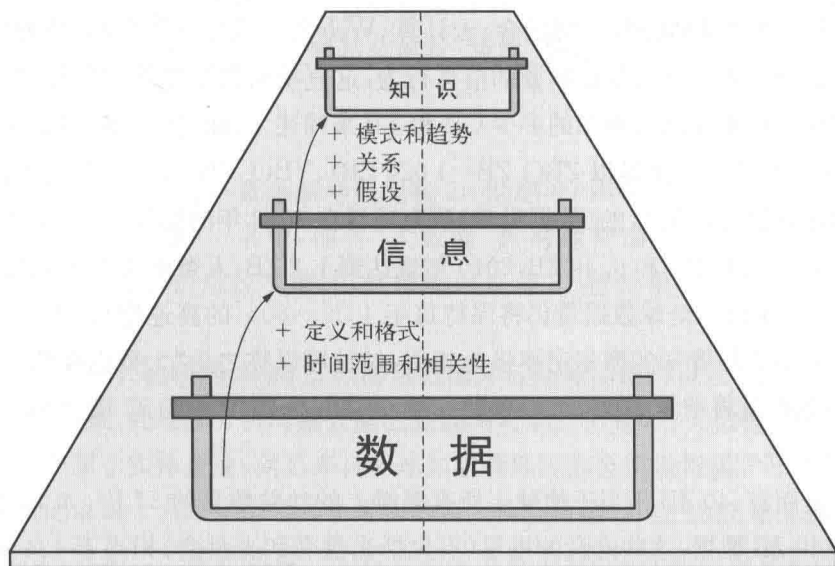 知 识
+ 模式和趋势
+ 关系
+ 假设
信 息
+ 定义和格式
+ 时间范围和相关性
数 据